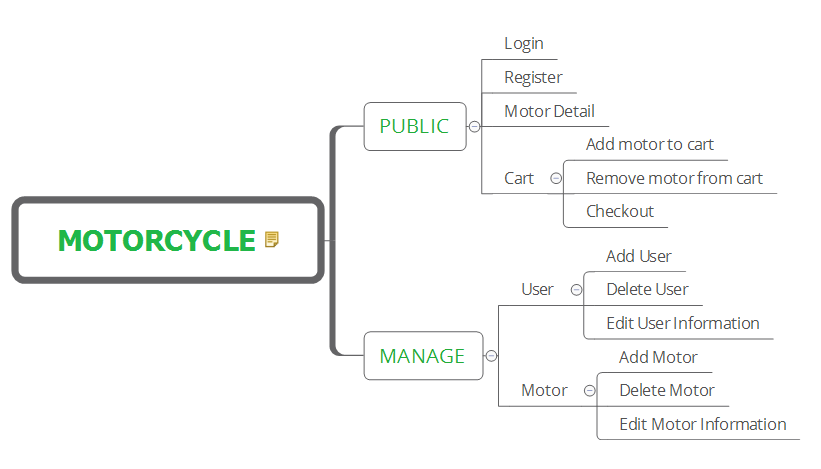 MOTORCYCLE
PUBLIC
Login
Register
Motor Detail
Cart
Add motor to cart
Remove motor from cart
Checkout
MANAGE
User
Add User
Delete User
Edit User Information
Motor
Add Motor
Delete Motor
Edit Motor Information